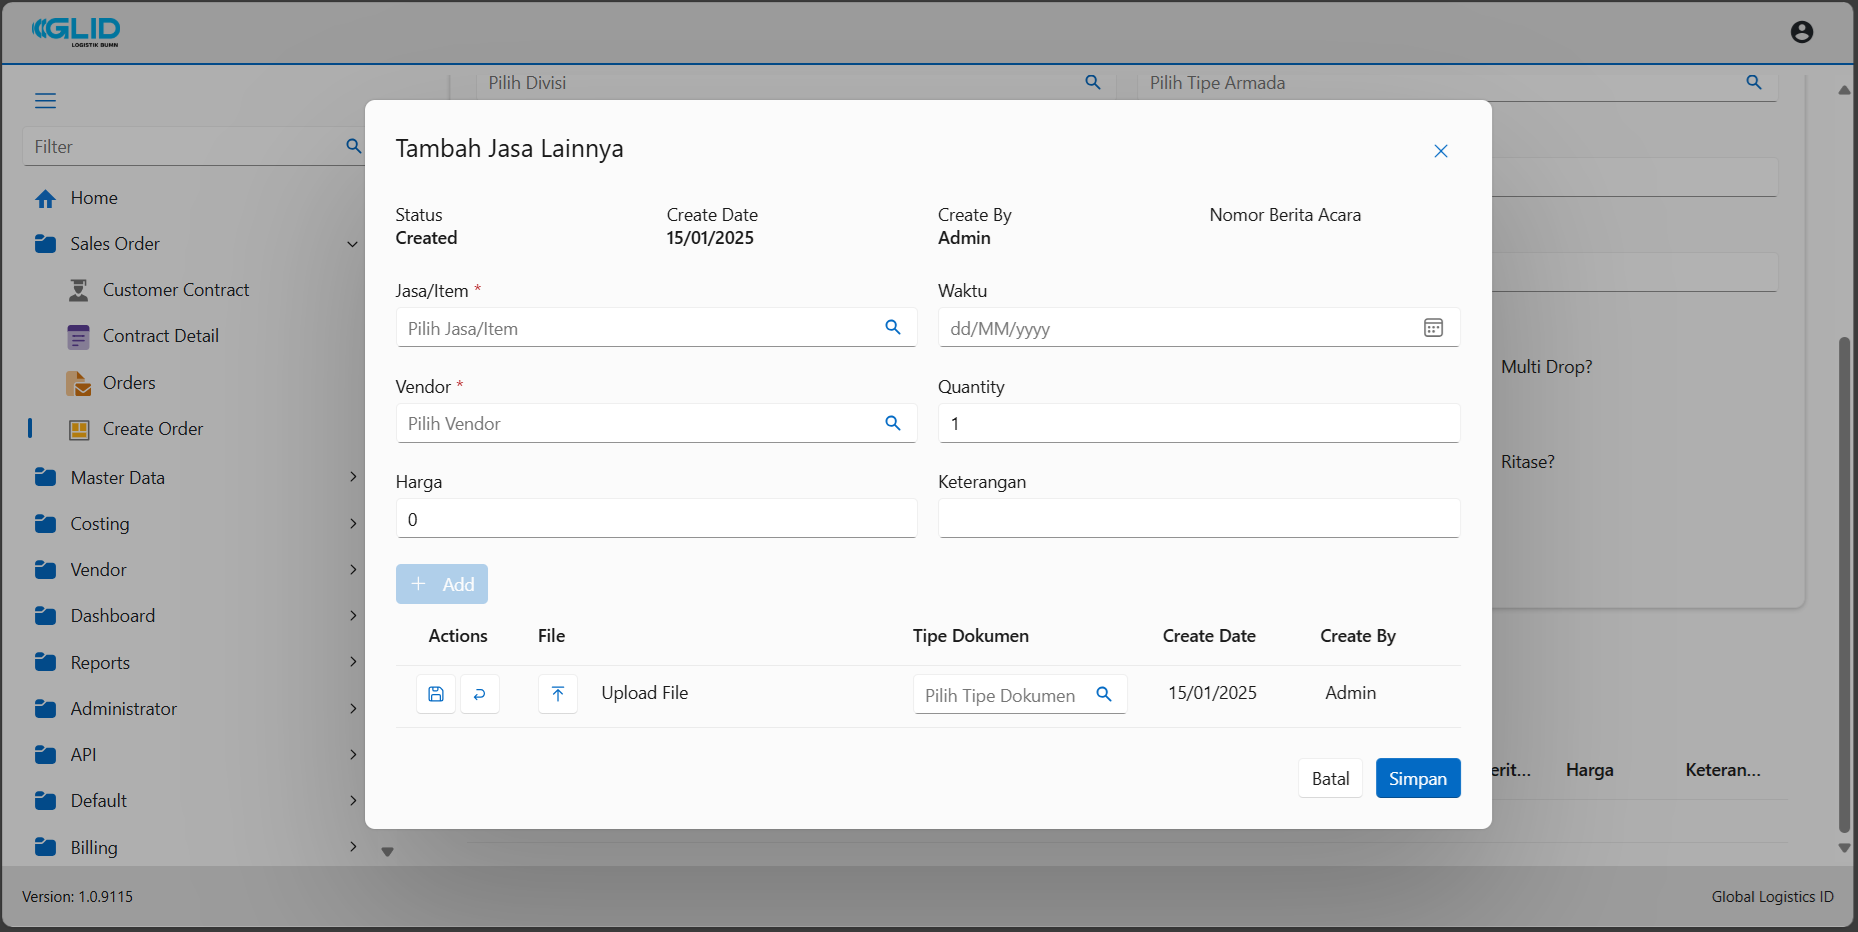 GLID
LOGISTIK BUMN
Pilih Divisi
Pilih Tipe Armada
Filter
Home
Sales Order
Customer Contract
Contract Detail
Orders
Create Order
Master Data
Costing
Vendor
Dashboard
Reports
Administrator
API
Default
Billing
Tambah Jasa Lainnya
Status
Created
Create Date
15/01/2025
Create By
Admin
Nomor Berita Acara
Jasa/Item *
Pilih Jasa/Item
Waktu
dd/MM/yyyy
Vendor *
Pilih Vendor
Quantity
1
Harga
0
Keterangan
+ Add
Actions File Tipe Dokumen Create Date Create By
Upload File Pilih Tipe Dokumen 15/01/2025 Admin
Batal Simpan
Multi Drop?
Ritase?
erit... Harga Keteran...
Version: 1.0.9115
Global Logistics ID